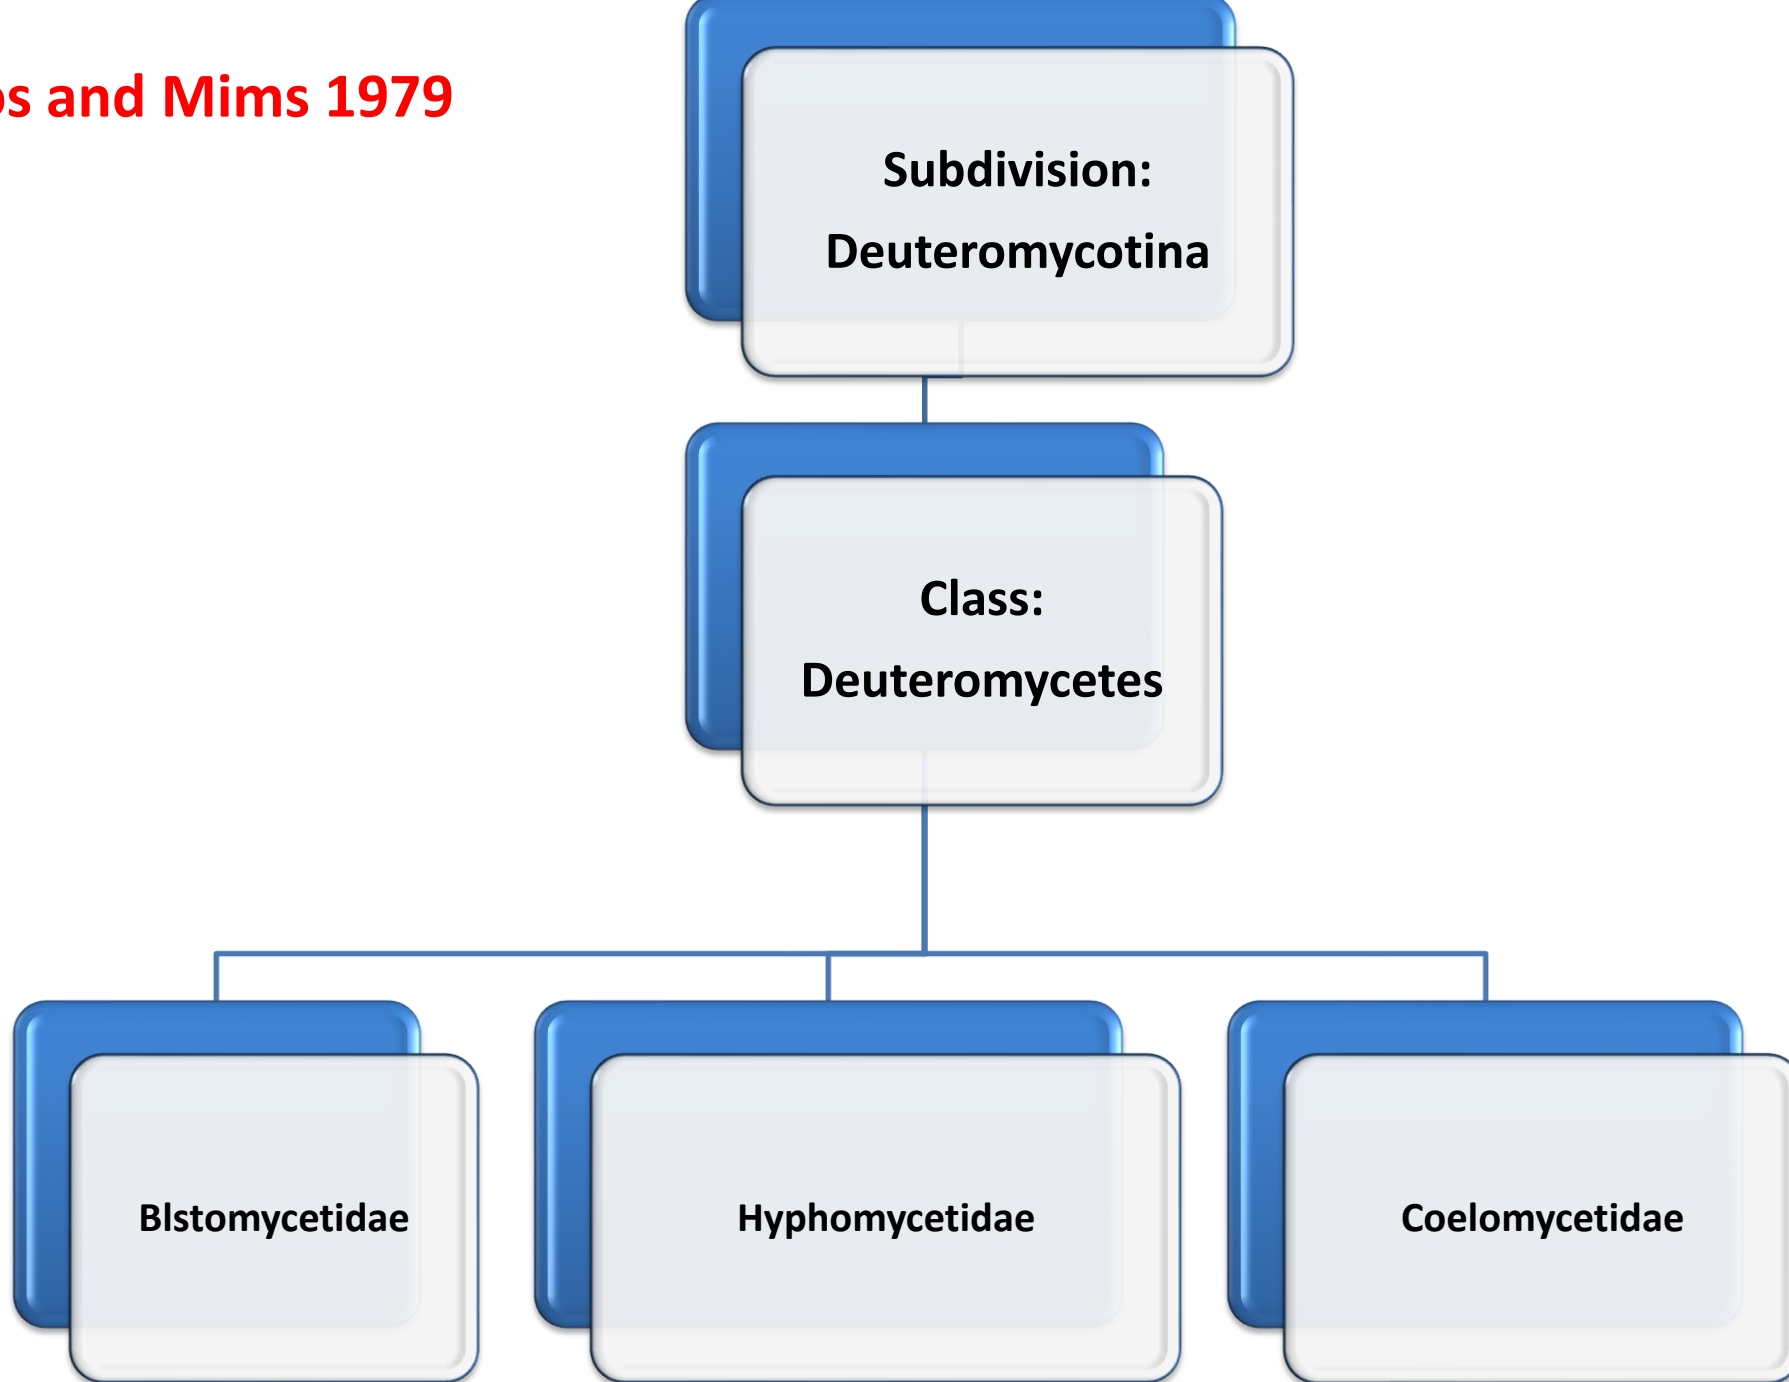 and Mims 1979
Subdivision:
Deuteromycotina
Class:
Deuteromycetes
Blstomycetidae
Hyphomycetidae
Coelomycetidae